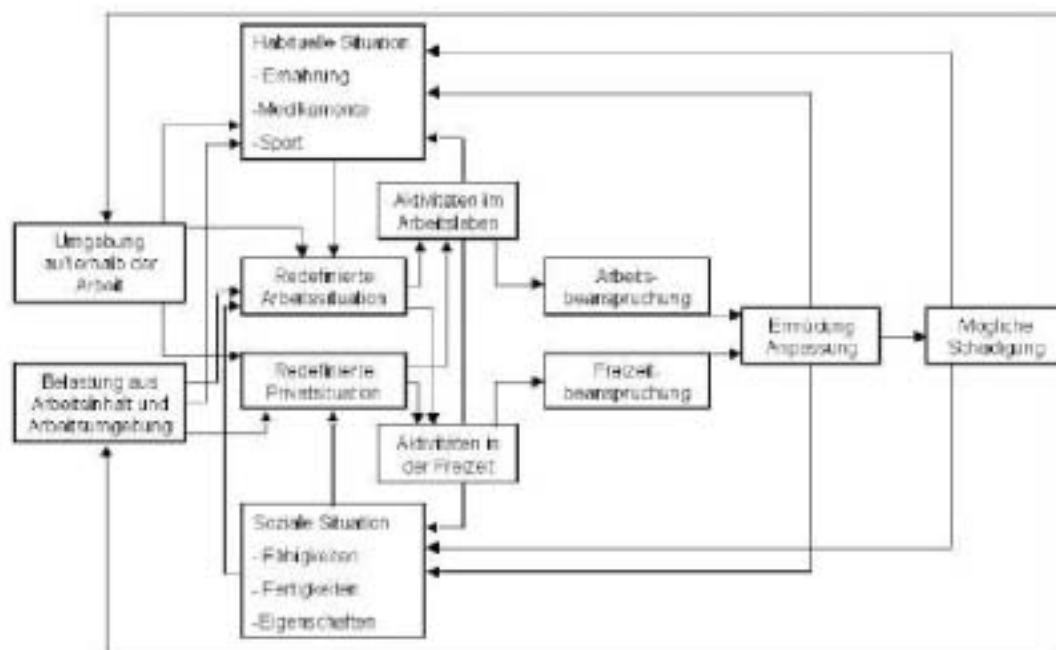 Habituelle Situation
- Ernährung
-Medikamente
-Sport
Aktivitäten im
Arbeitsleben
Umgebung
außerhalb der
Arbeit
Redefinierte
Arbeitssituation
Arbeits-
beanspruchung
Ermüdung
Anpassung
Mögliche
Schädigung
Belastung aus
Arbeitsinhalt und
Arbeitsumgebung
Redefinierte
Privatsituation
Freizeit-
beanspruchung
Aktivitäten in
der Freizeit
Soziale Situation
- Fähigkeiten
- Fertigkeiten
-Eigenschaften